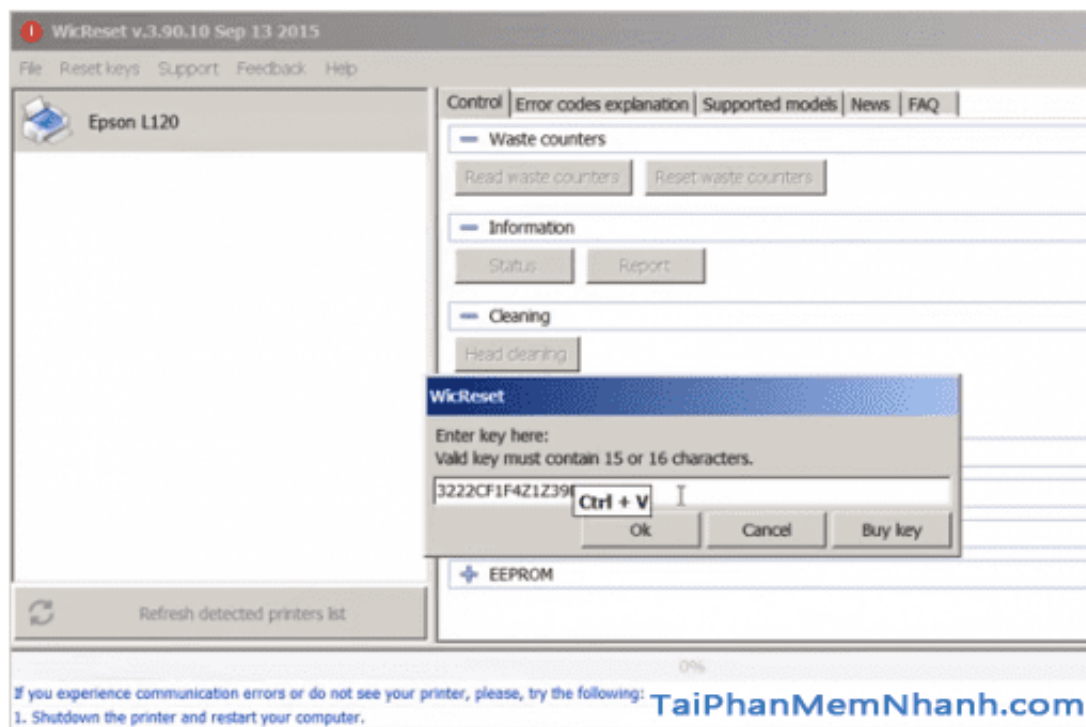 WicReset v.3.90.10 Sep 13 2015
File Reset keys Support Feedback Help
Epson L120
Control Error codes explanation Supported models News FAQ
Waste counters
Read waste counters Reset waste counters
Information
Status Report
Cleaning
Head cleaning
WicReset
Enter key here:
Valid key must contain 15 or 16 characters.
3222CF1F4Z1Z39
Ctrl + V
Ok Cancel Buy key
EEPROM
Refresh detected printers list
0%
If you experience communication errors or do not see your printer, please, try the following:
1. Shutdown the printer and restart your computer.
TaiPhanMemNhanh.com